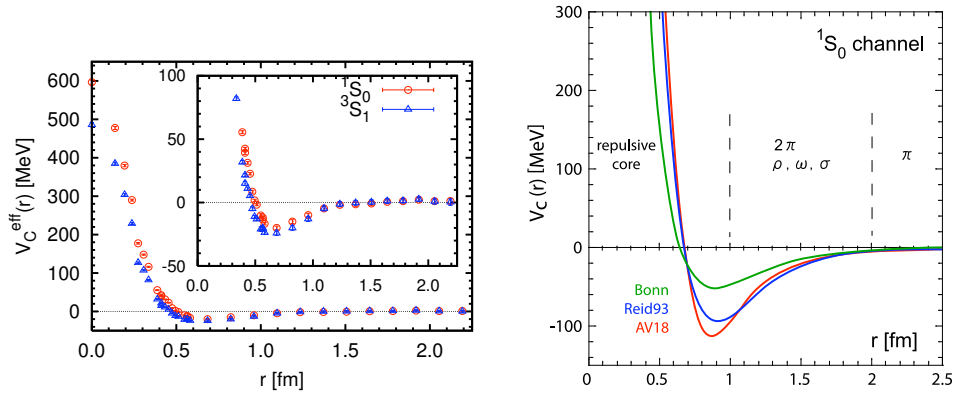 V_C^eff(r) [MeV]
600
500
400
300
200
100
0
0.0 0.5 1.0 1.5 2.0
r [fm]
100
50
0
-50
0.0 0.5 1.0 1.5 2.0
¹S₀
³S₁
V_C(r) [MeV]
300
200
100
0
-100
0 0.5 1 1.5 2 2.5
¹S₀ channel
repulsive
core
2π
ρ , ω, σ
π
Bonn
Reid93
AV18
r [fm]